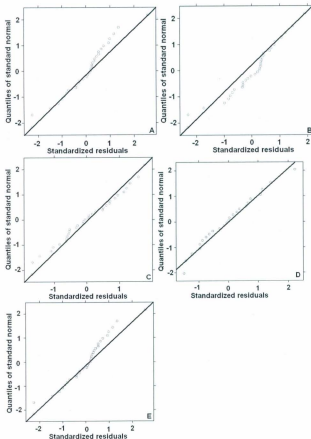 Quantiles of standard normal
2
1
0
-1
-2
-2 -1 0 1 2
Standardized residuals
A
Quantiles of standard normal
2
1
0
-1
-2
-2 -1 0 1 2
Standardized residuals
B
Quantiles of standard normal
2
1
0
-1
-2
-2 -1 0 1
Standardized residuals
C
Quantiles of standard normal
2
1
0
-1
-2
-1 0 1 2
Standardized residuals
D
Quantiles of standard normal
2
1
0
-1
-2
-2 -1 0 1 2
Standardized residuals
E